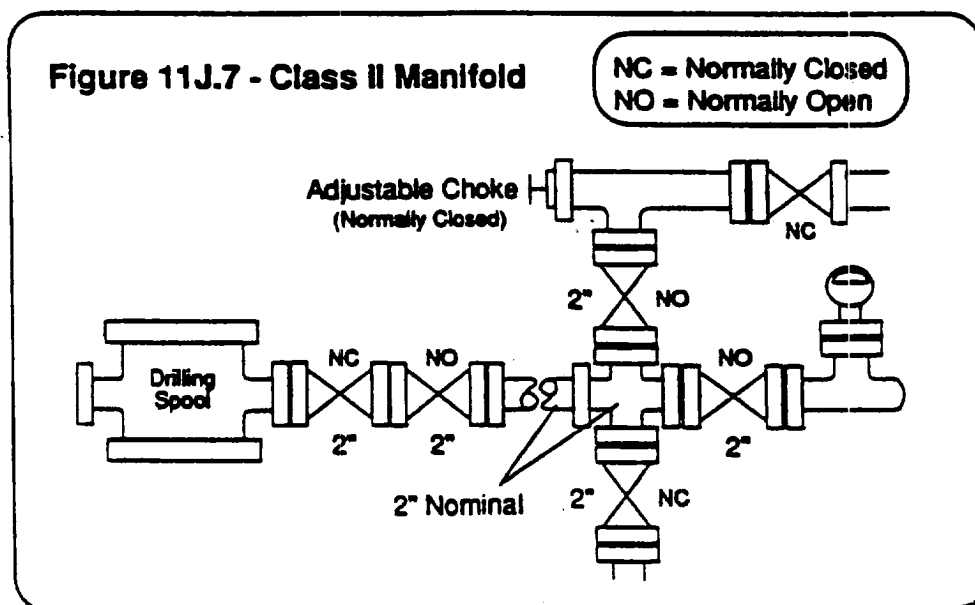 Figure 11J.7 - Class II Manifold
NC = Normally Closed
NO = Normally Open
Adjustable Choke
(Normally Closed)
NC
2" NO
NC NO NO
Drilling
Spool
2" 2" 2"
2" Nominal
2" NC